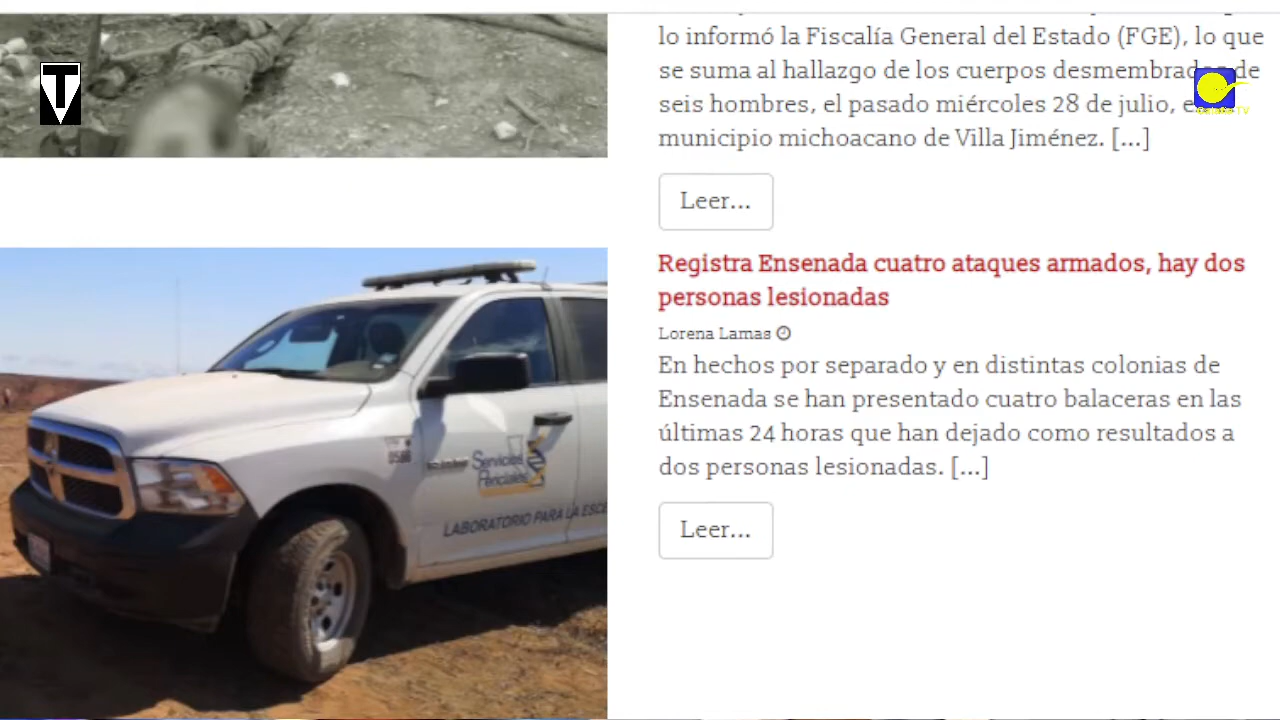 T
lo informó la Fiscalía General del Estado (FGE), lo que
se suma al hallazgo de los cuerpos desmembrados de
seis hombres, el pasado miércoles 28 de julio,
municipio michoacano de Villa Jiménez. [...]
Leer...
Registra Ensenada cuatro ataques armados, hay dos
personas lesionadas
Lorena Lamas
En hechos por separado y en distintas colonias de
Ensenada se han presentado cuatro balaceras en las
últimas 24 horas que han dejado como resultados a
dos personas lesionadas. [...]
Leer...
Servicios
Periciales
LABORATORIO PARA LA ESCE